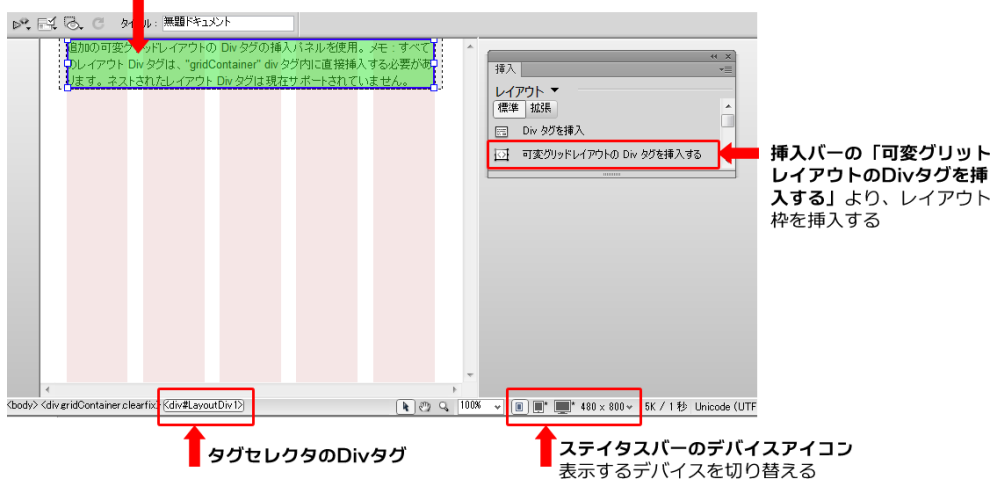 タイトル: 無題ドキュメント
追加の可変グリッドレイアウトの Div タグの挿入パネルを使用。メモ：すべて
のレイアウト Div タグは、"gridContainer" div タグ内に直接挿入する必要があ
ります。ネストされたレイアウト Div タグは現在サポートされていません。
挿入
レイアウト
標準 拡張
Div タグを挿入
可変グリッドレイアウトの Div タグを挿入する
挿入バーの「可変グリット
レイアウトのDivタグを挿
入する」より、レイアウト
枠を挿入する
<body> <div.gridContainer.clearfix> <div#LayoutDiv1> 100% 480 x 800 5K / 1 秒 Unicode (UTF
タグセレクタのDivタグ
ステイタスバーのデバイスアイコン
表示するデバイスを切り替える